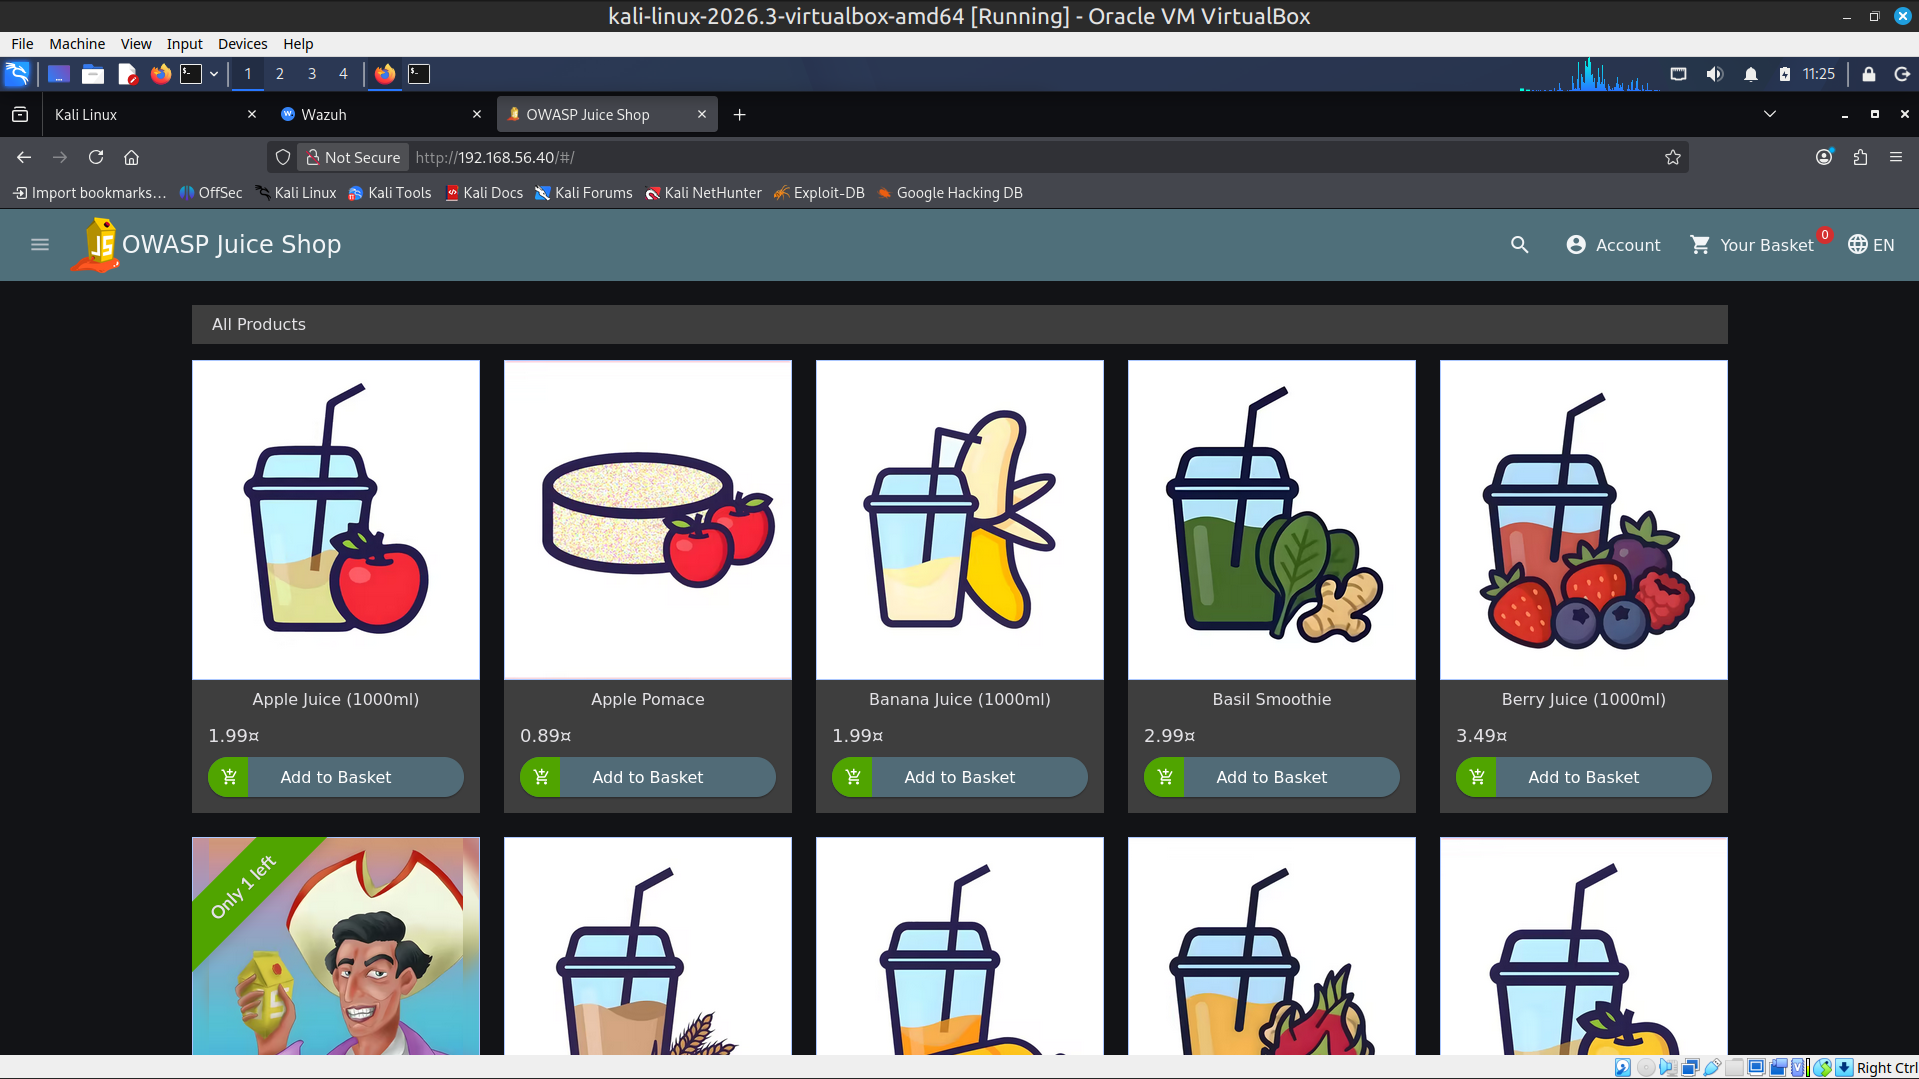 kali-linux-2026.3-virtualbox-amd64 [Running] - Oracle VM VirtualBox
File Machine View Input Devices Help
1 2 3 4 11:25
Kali Linux Wazuh OWASP Juice Shop
Not Secure http://192.168.56.40/#/
Import bookmarks... OffSec Kali Linux Kali Tools Kali Docs Kali Forums Kali NetHunter Exploit-DB Google Hacking DB
JS OWASP Juice Shop Account Your Basket 0 EN
All Products
Apple Juice (1000ml) Apple Pomace Banana Juice (1000ml) Basil Smoothie Berry Juice (1000ml)
1.99¤ 0.89¤ 1.99¤ 2.99¤ 3.49¤
Add to Basket Add to Basket Add to Basket Add to Basket Add to Basket
Only 1 left
Right Ctrl